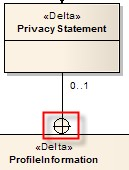 «Delta»
Privacy Statement
0..1
«Delta»
ProfileInformation